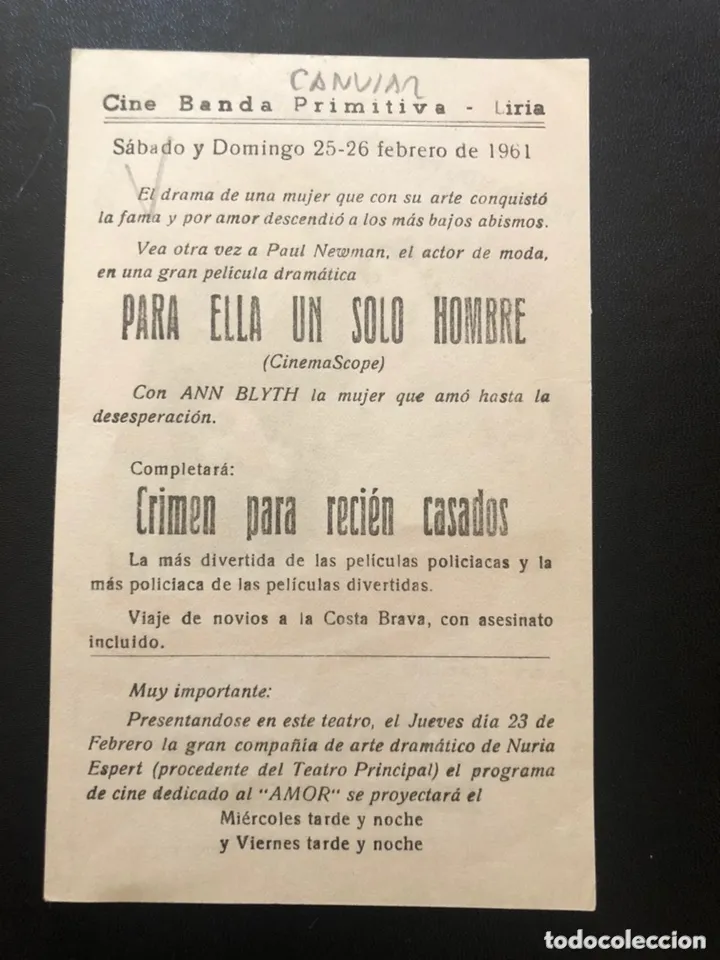 CANVIAR
Cine Banda Primitiva - Liria
Sábado y Domingo 25-26 febrero de 1961
El drama de una mujer que con su arte conquistó
la fama y por amor descendió a los más bajos abismos.
Vea otra vez a Paul Newman, el actor de moda,
en una gran película dramática
PARA ELLA UN SOLO HOMBRE
(CinemaScope)
Con ANN BLYTH la mujer que amó hasta la
desesperación.
Completará:
Crimen para recién casados
La más divertida de las películas policiacas y la
más policiaca de las películas divertidas.
Viaje de novios a la Costa Brava, con asesinato
incluido.
Muy importante:
Presentandose en este teatro, el Jueves día 23 de
Febrero la gran compañía de arte dramático de Nuria
Espert (procedente del Teatro Principal) el programa
de cine dedicado al "AMOR" se proyectará el
Miércoles tarde y noche
y Viernes tarde y noche
todocoleccion